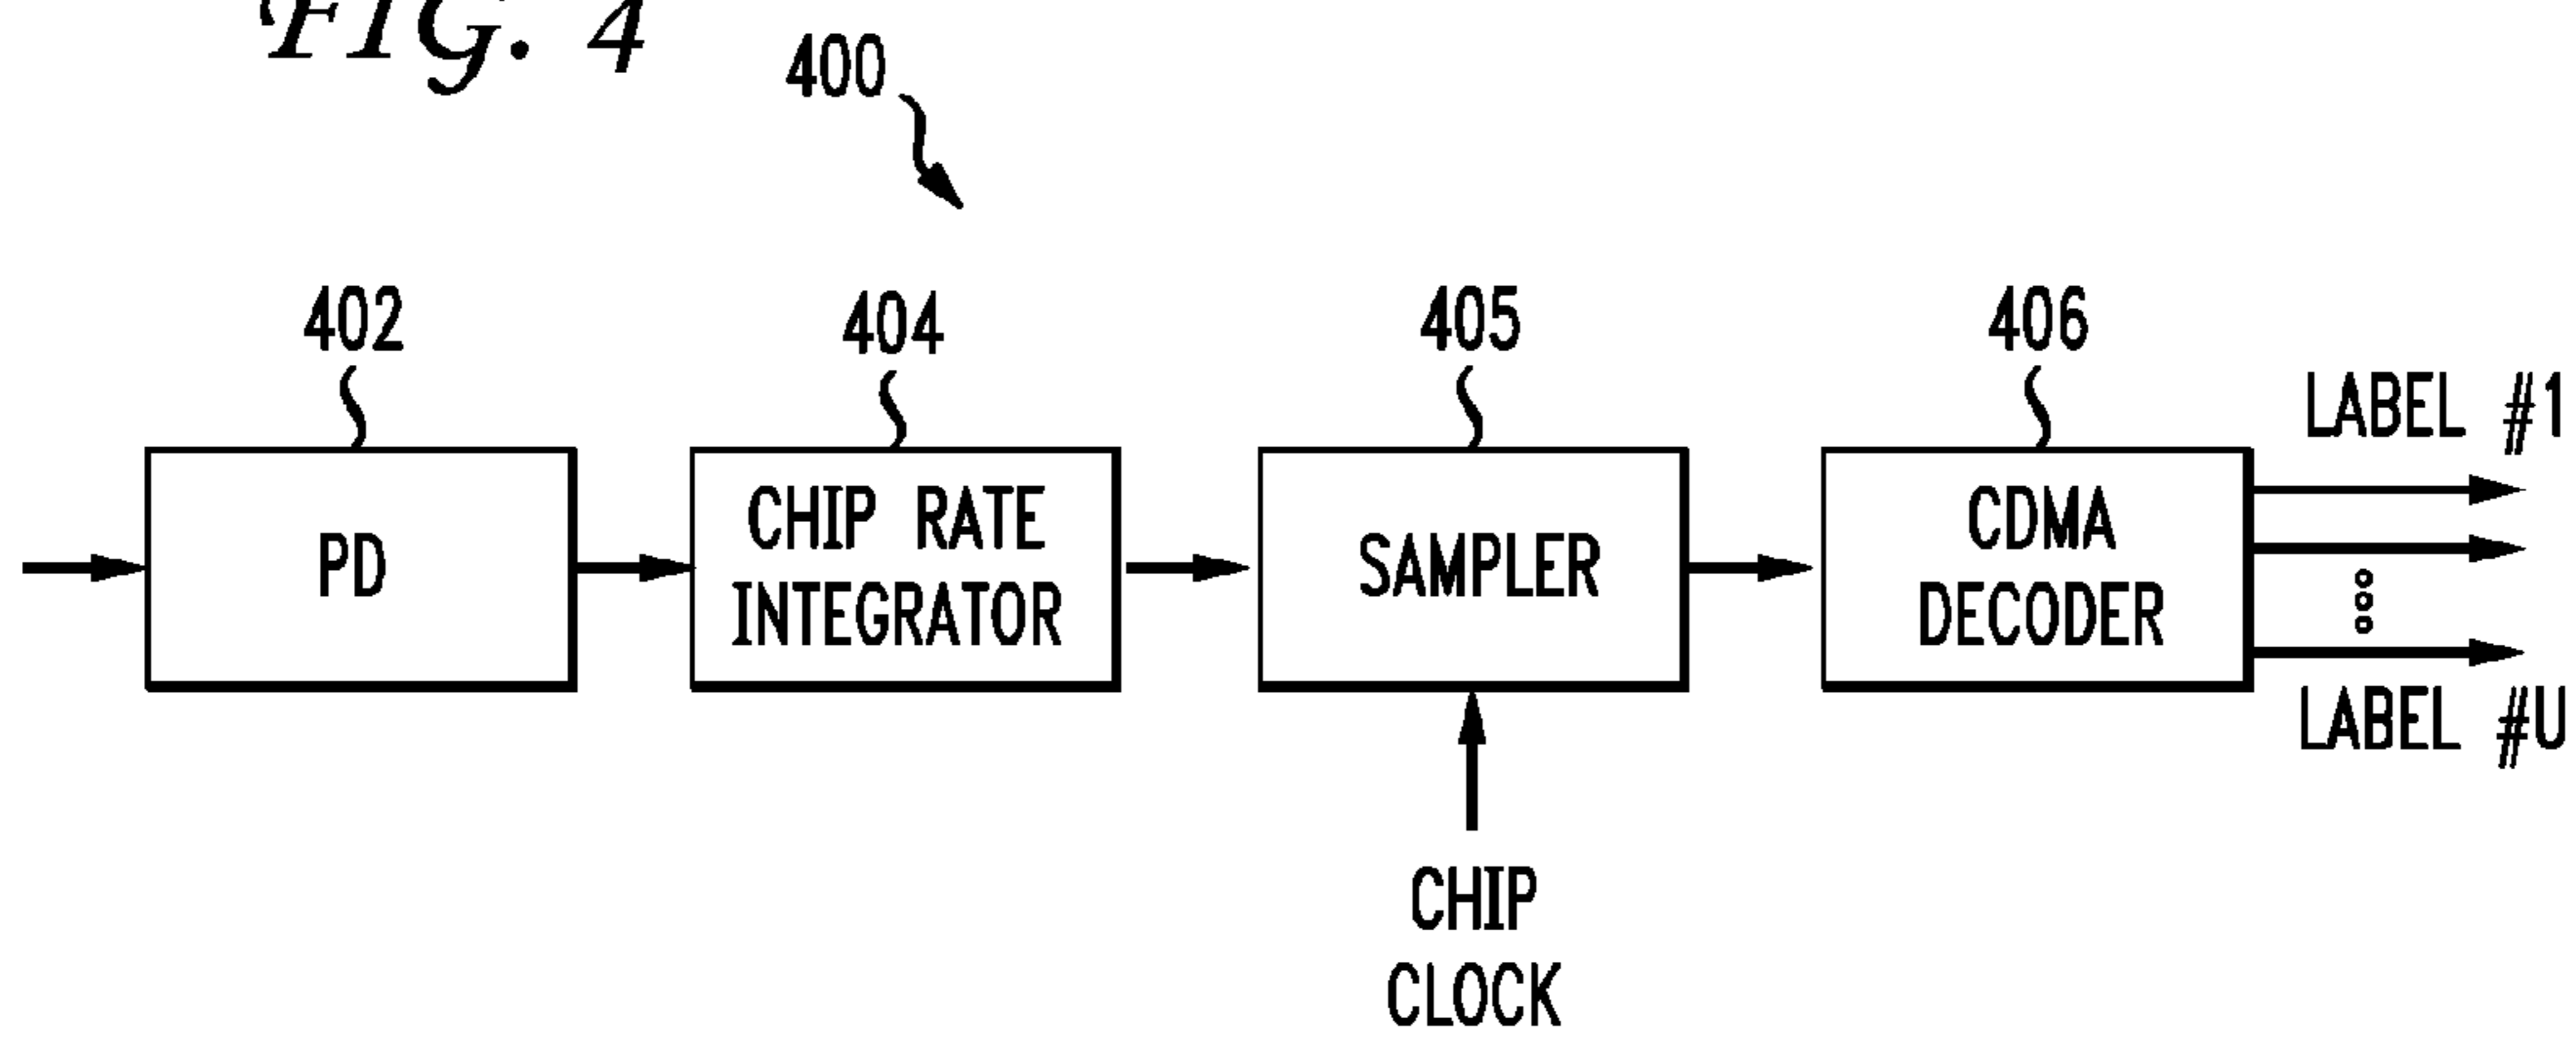 FIG. 4
400
402
404
405
406
LABEL #1
PD
CHIP RATE
INTEGRATOR
SAMPLER
CDMA
DECODER
LABEL #U
CHIP
CLOCK